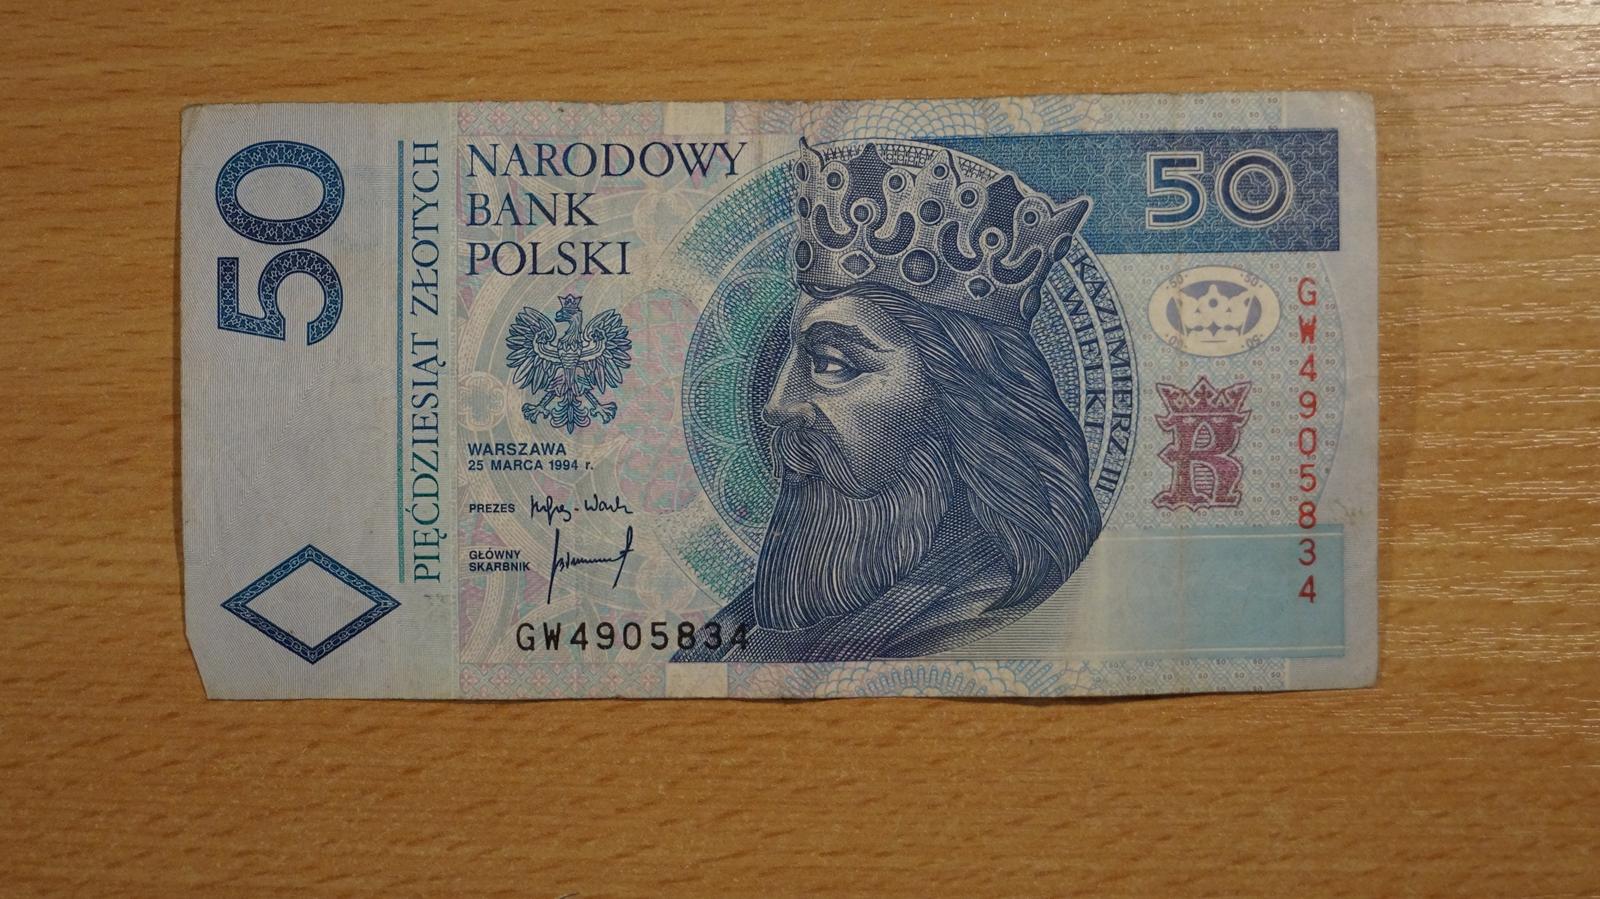 50
PIĘĆDZIESIĄT ZŁOTYCH
NARODOWY
BANK
POLSKI
WARSZAWA
25 MARCA 1994 r.
PREZES
GŁÓWNY
SKARBNIK
GW4905834
KAZIMIERZ III
WIELKI
50
GW4905834